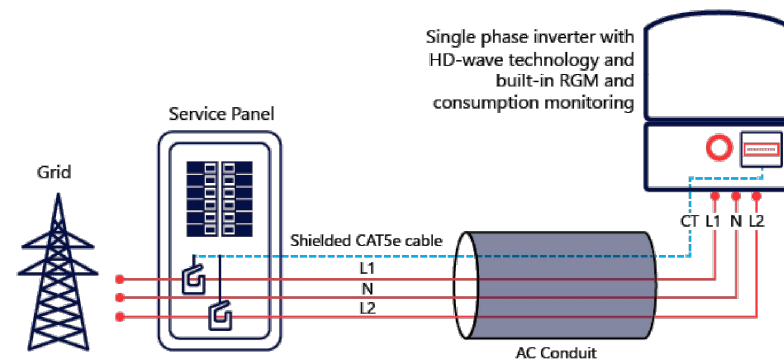 Single phase inverter with
HD-wave technology and
built-in RGM and
consumption monitoring
Service Panel
Grid
CT L1 N L2
Shielded CAT5e cable
L1
N
L2
AC Conduit